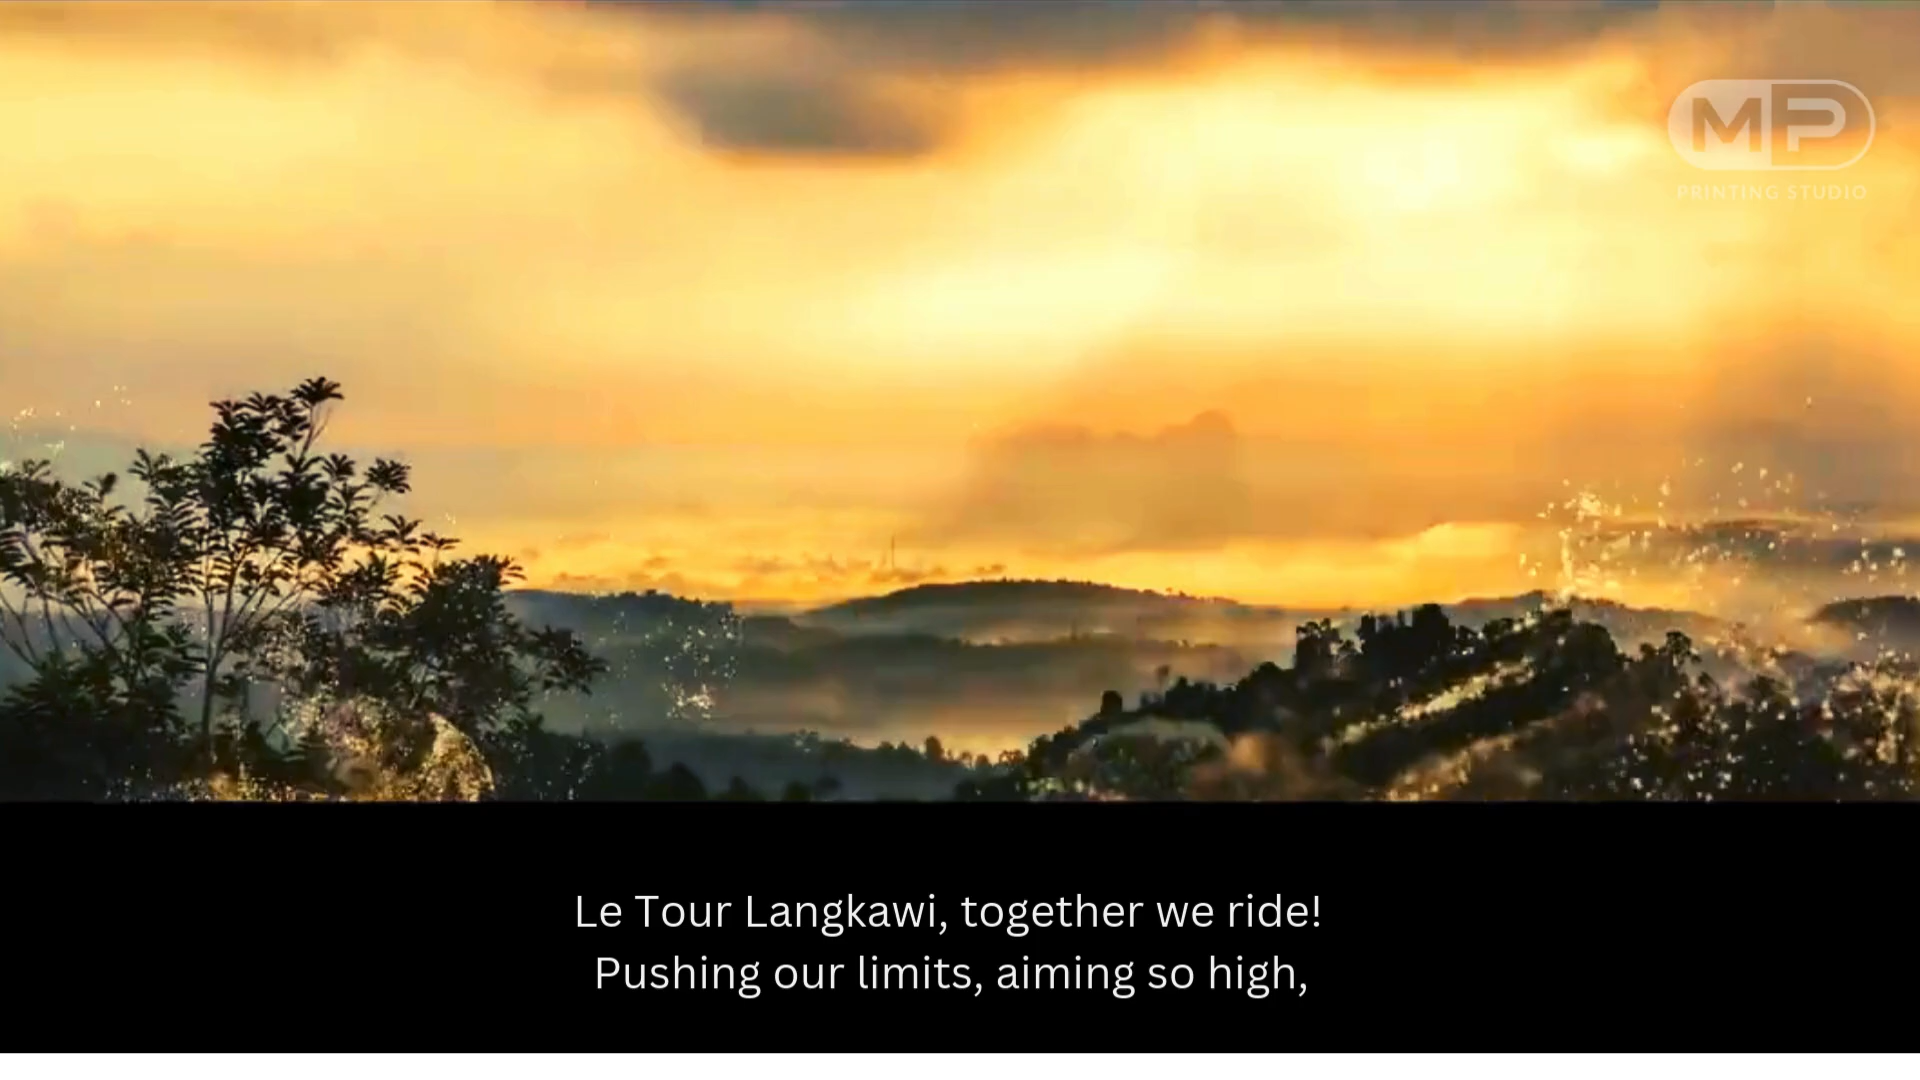 MP
PRINTING STUDIO
Le Tour Langkawi, together we ride!
Pushing our limits, aiming so high,